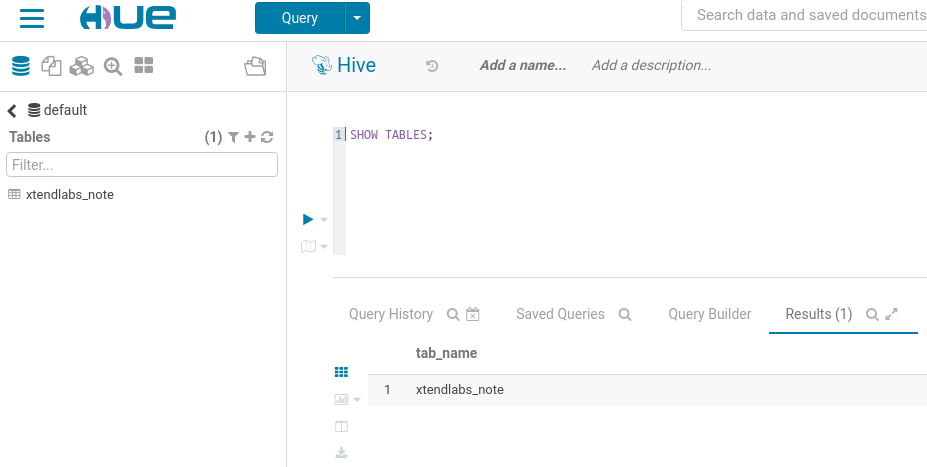 HUE
Query
Search data and saved documents
Hive
Add a name...
Add a description...
default
Tables
(1)
Filter...
xtendlabs_note
1
SHOW TABLES;
Query History
Saved Queries
Query Builder
Results (1)
tab_name
1
xtendlabs_note